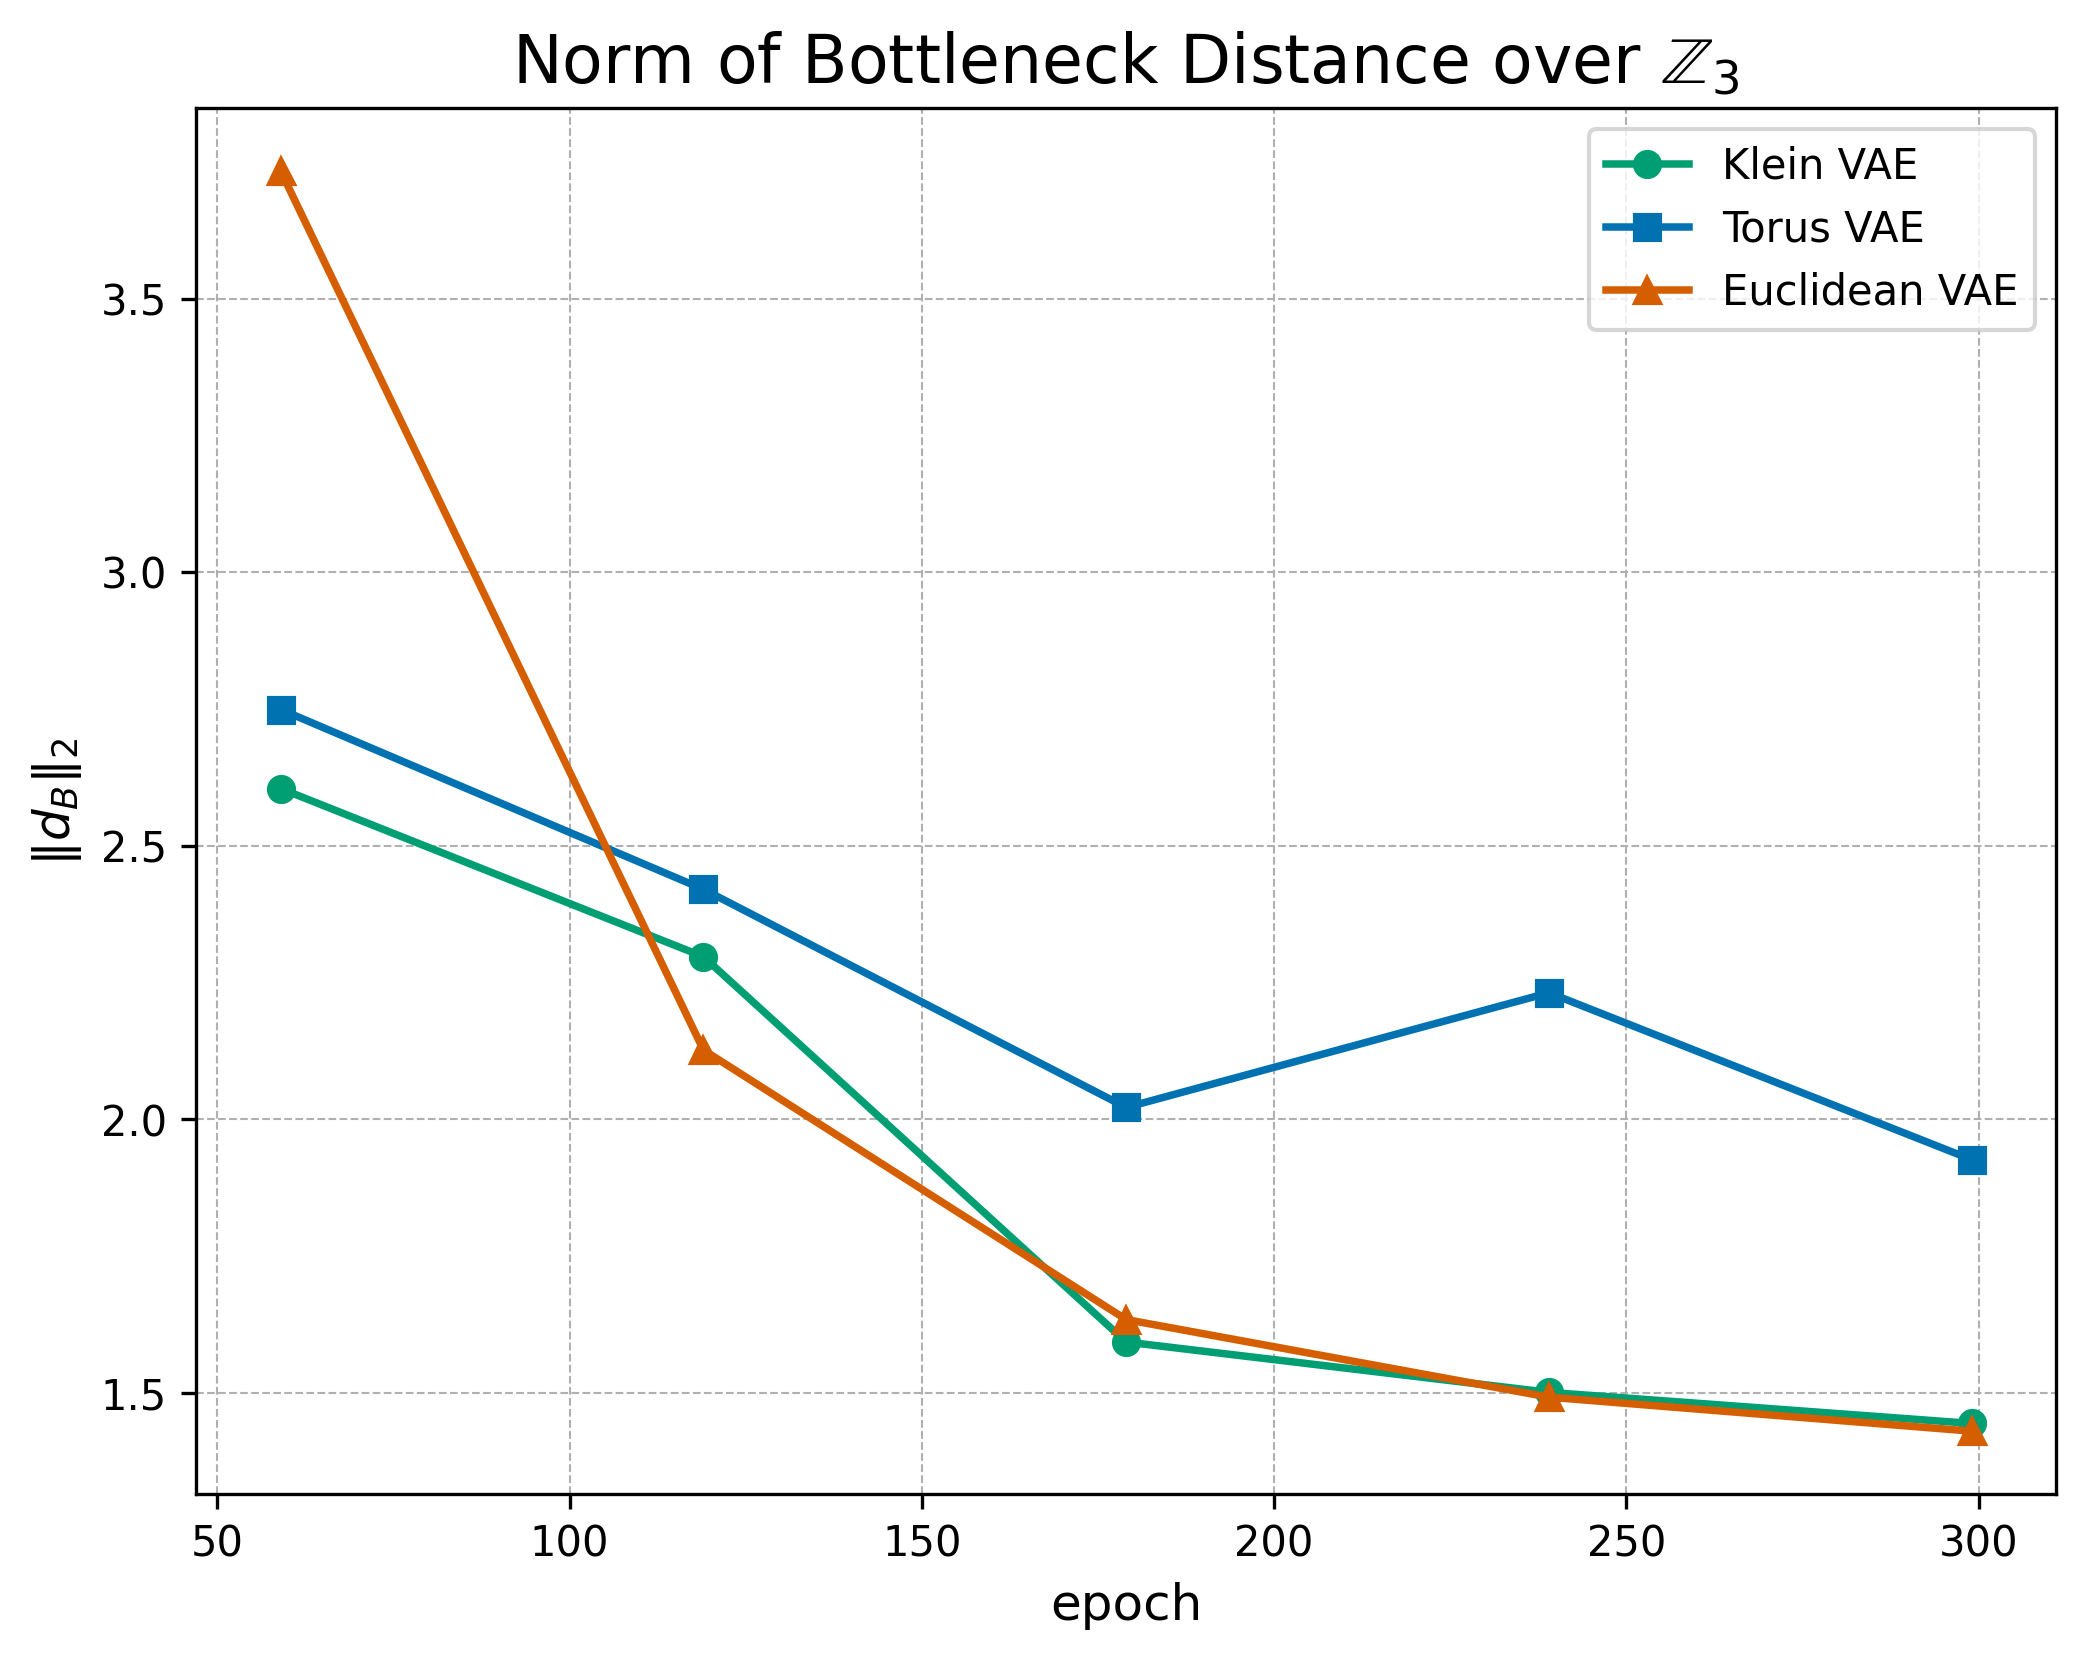 Norm of Bottleneck Distance over ℤ₃
Klein VAE
Torus VAE
Euclidean VAE
‖d_B‖₂
3.5
3.0
2.5
2.0
1.5
50 100 150 200 250 300
epoch